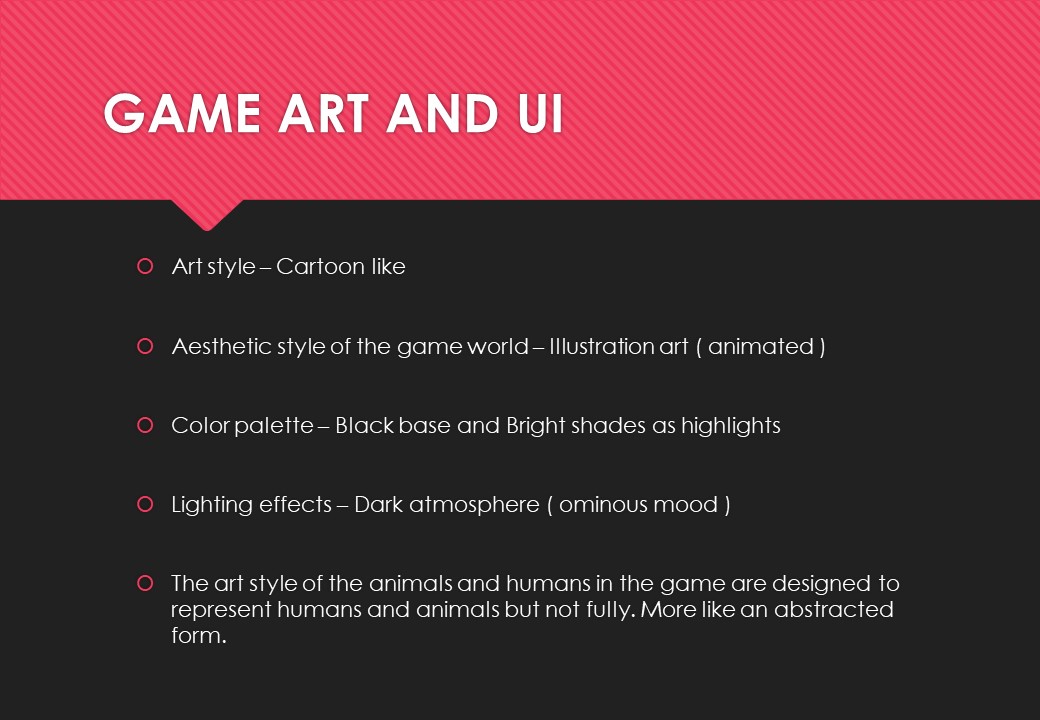 GAME ART AND UI
Art style – Cartoon like
Aesthetic style of the game world – Illustration art ( animated )
Color palette – Black base and Bright shades as highlights
Lighting effects – Dark atmosphere ( ominous mood )
The art style of the animals and humans in the game are designed to
represent humans and animals but not fully. More like an abstracted
form.